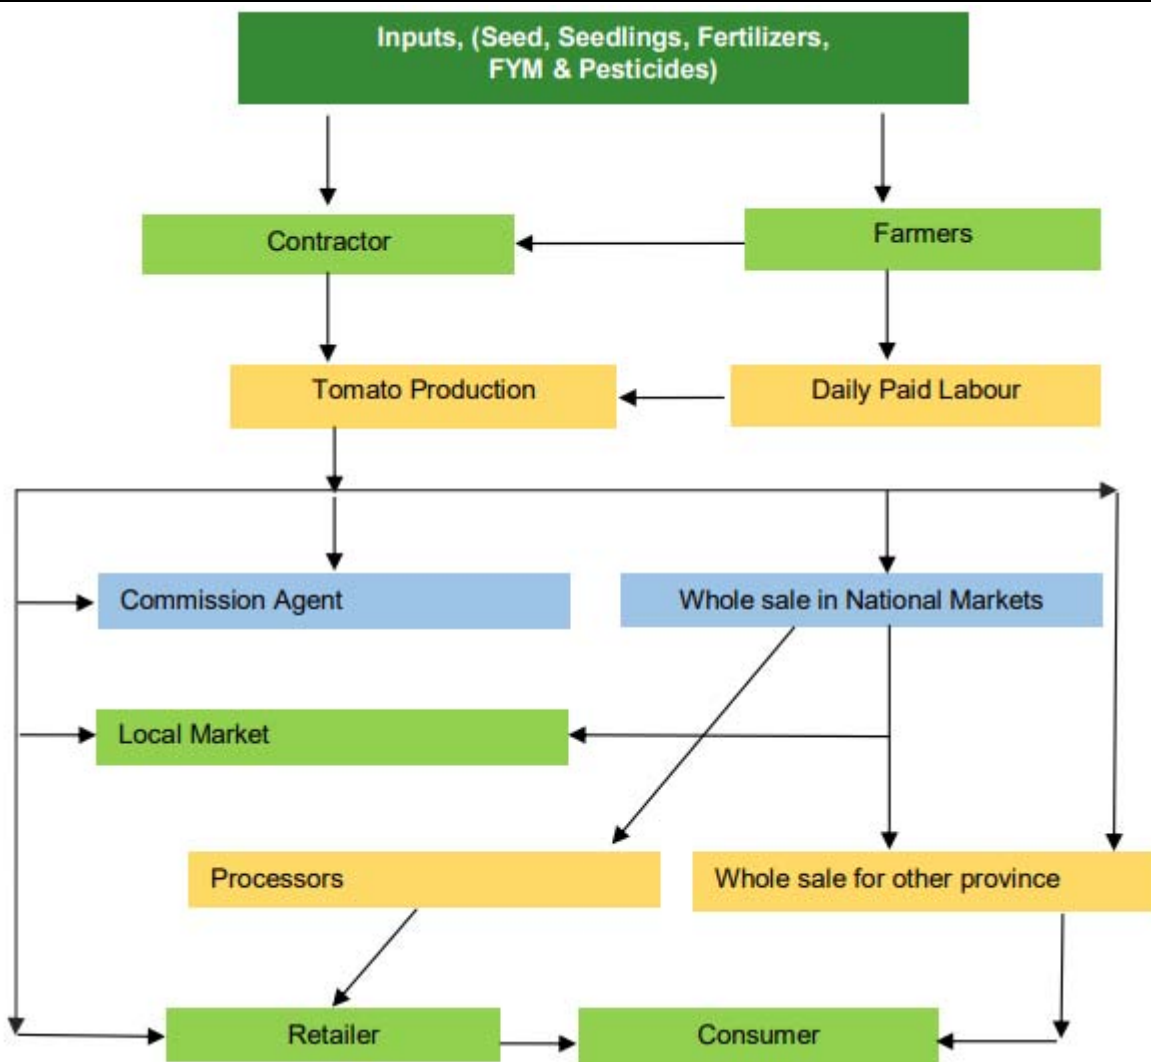 Inputs, (Seed, Seedlings, Fertilizers,
FYM & Pesticides)
Contractor
Farmers
Tomato Production
Daily Paid Labour
Commission Agent
Whole sale in National Markets
Local Market
Processors
Whole sale for other province
Retailer
Consumer